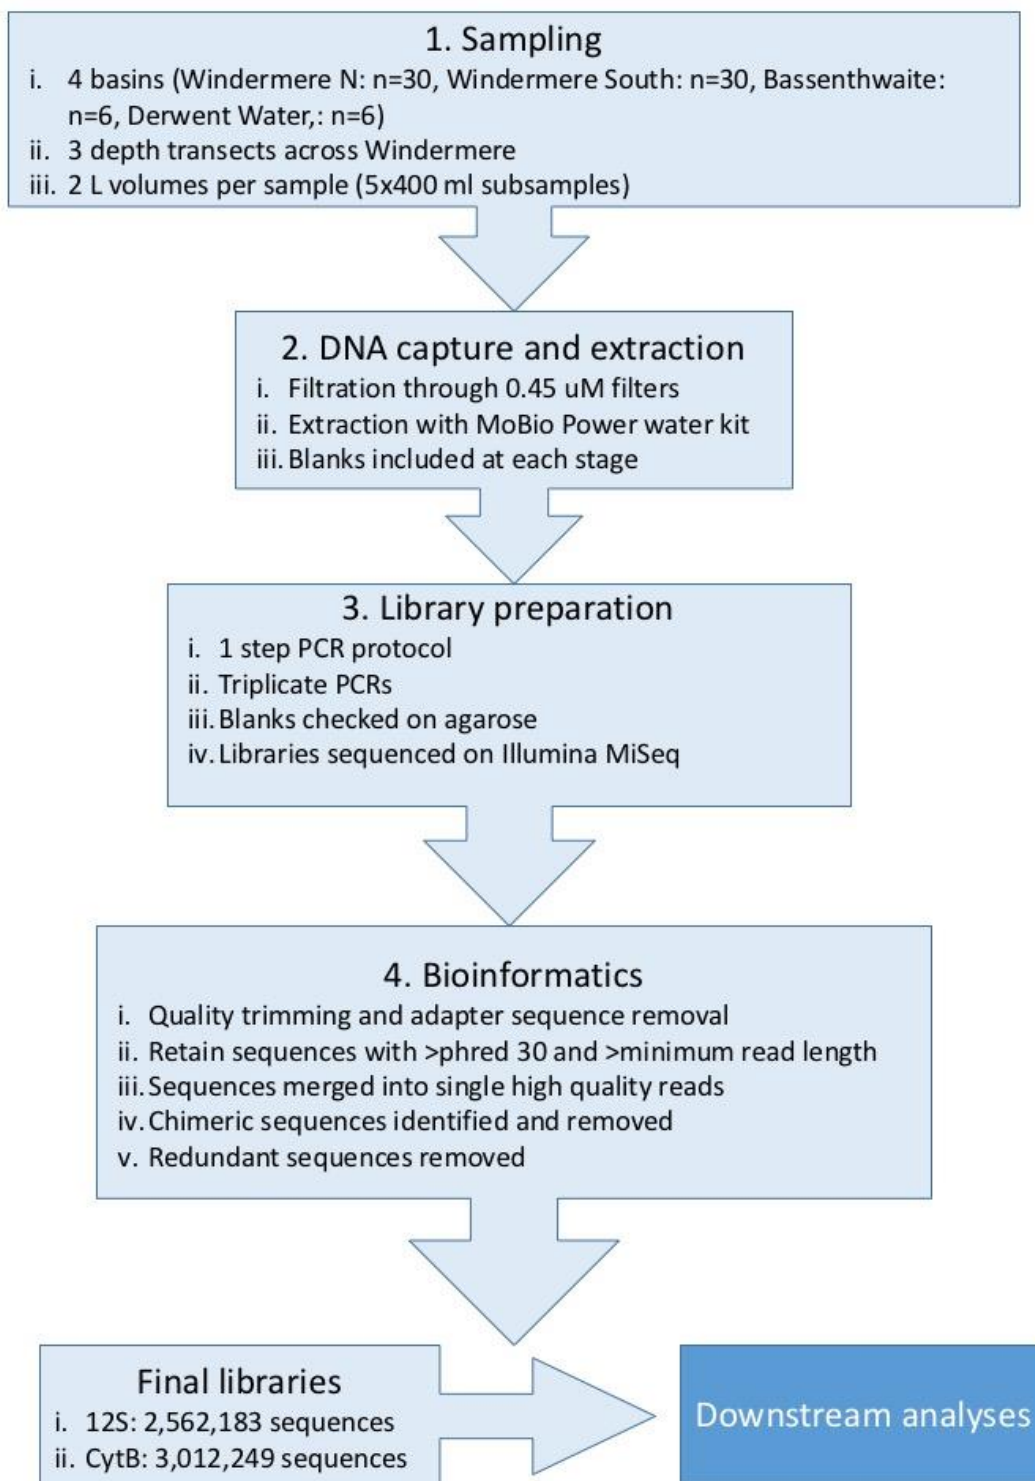 1. Sampling
i. 4 basins (Windermere N: n=30, Windermere South: n=30, Bassenthwaite:
n=6, Derwent Water,: n=6)
ii. 3 depth transects across Windermere
iii. 2 L volumes per sample (5x400 ml subsamples)
2. DNA capture and extraction
i. Filtration through 0.45 uM filters
ii. Extraction with MoBio Power water kit
iii. Blanks included at each stage
3. Library preparation
i. 1 step PCR protocol
ii. Triplicate PCRs
iii. Blanks checked on agarose
iv. Libraries sequenced on Illumina MiSeq
4. Bioinformatics
i. Quality trimming and adapter sequence removal
ii. Retain sequences with >phred 30 and >minimum read length
iii. Sequences merged into single high quality reads
iv. Chimeric sequences identified and removed
v. Redundant sequences removed
Final libraries
i. 12S: 2,562,183 sequences
ii. CytB: 3,012,249 sequences
Downstream analyses